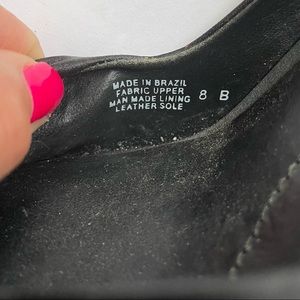 MADE IN BRAZIL
FABRIC UPPER
MAN MADE LINING 8 B
LEATHER SOLE